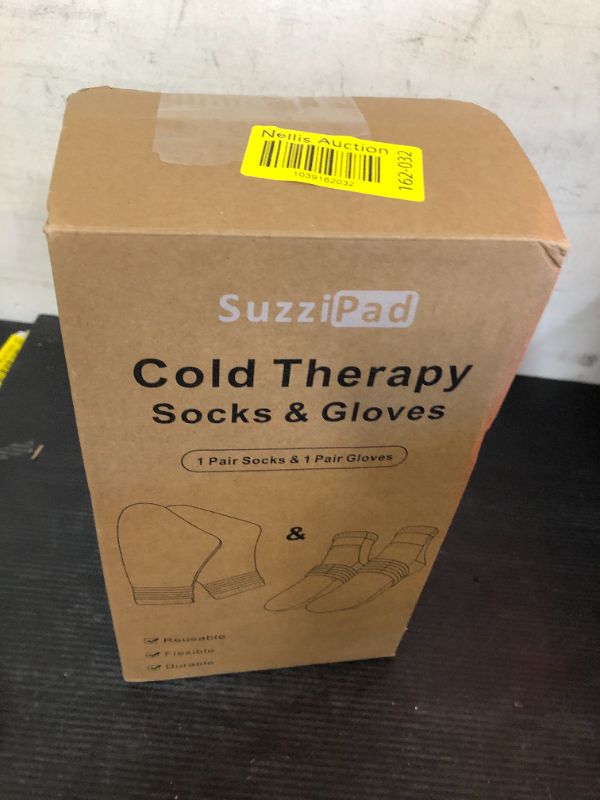 Nellis Auction
1039162032
162-032
SuzziPad
Cold Therapy
Socks & Gloves
1 Pair Socks & 1 Pair Gloves
&
Reusable
Flexible
Durable